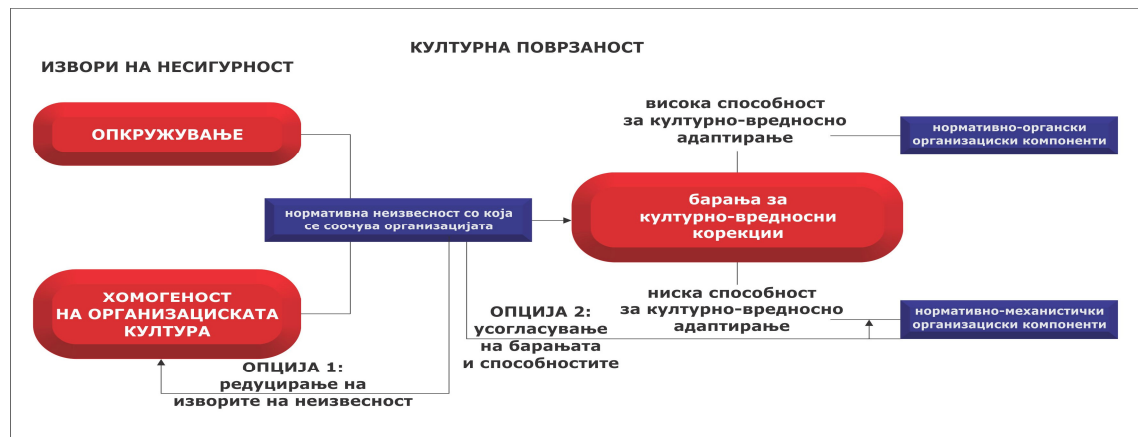 КУЛТУРНА ПОВРЗАНОСТ
ИЗВОРИ НА НЕСИГУРНОСТ
ОПКРУЖУВАЊЕ
ХОМОГЕНОСТ
НА ОРГАНИЗАЦИСКАТА
КУЛТУРА
нормативна неизвесност со која
се соочува организацијата
ОПЦИЈА 1:
редуцирање на
изворите на неизвесност
ОПЦИЈА 2:
усогласување
на барањата
и способностите
висока способност
за културно-вредносно
адаптирање
барања за
културно-вредносни
корекции
ниска способност
за културно-вредносно
адаптирање
нормативно-органски
организациски компоненти
нормативно-механистички
организациски компоненти